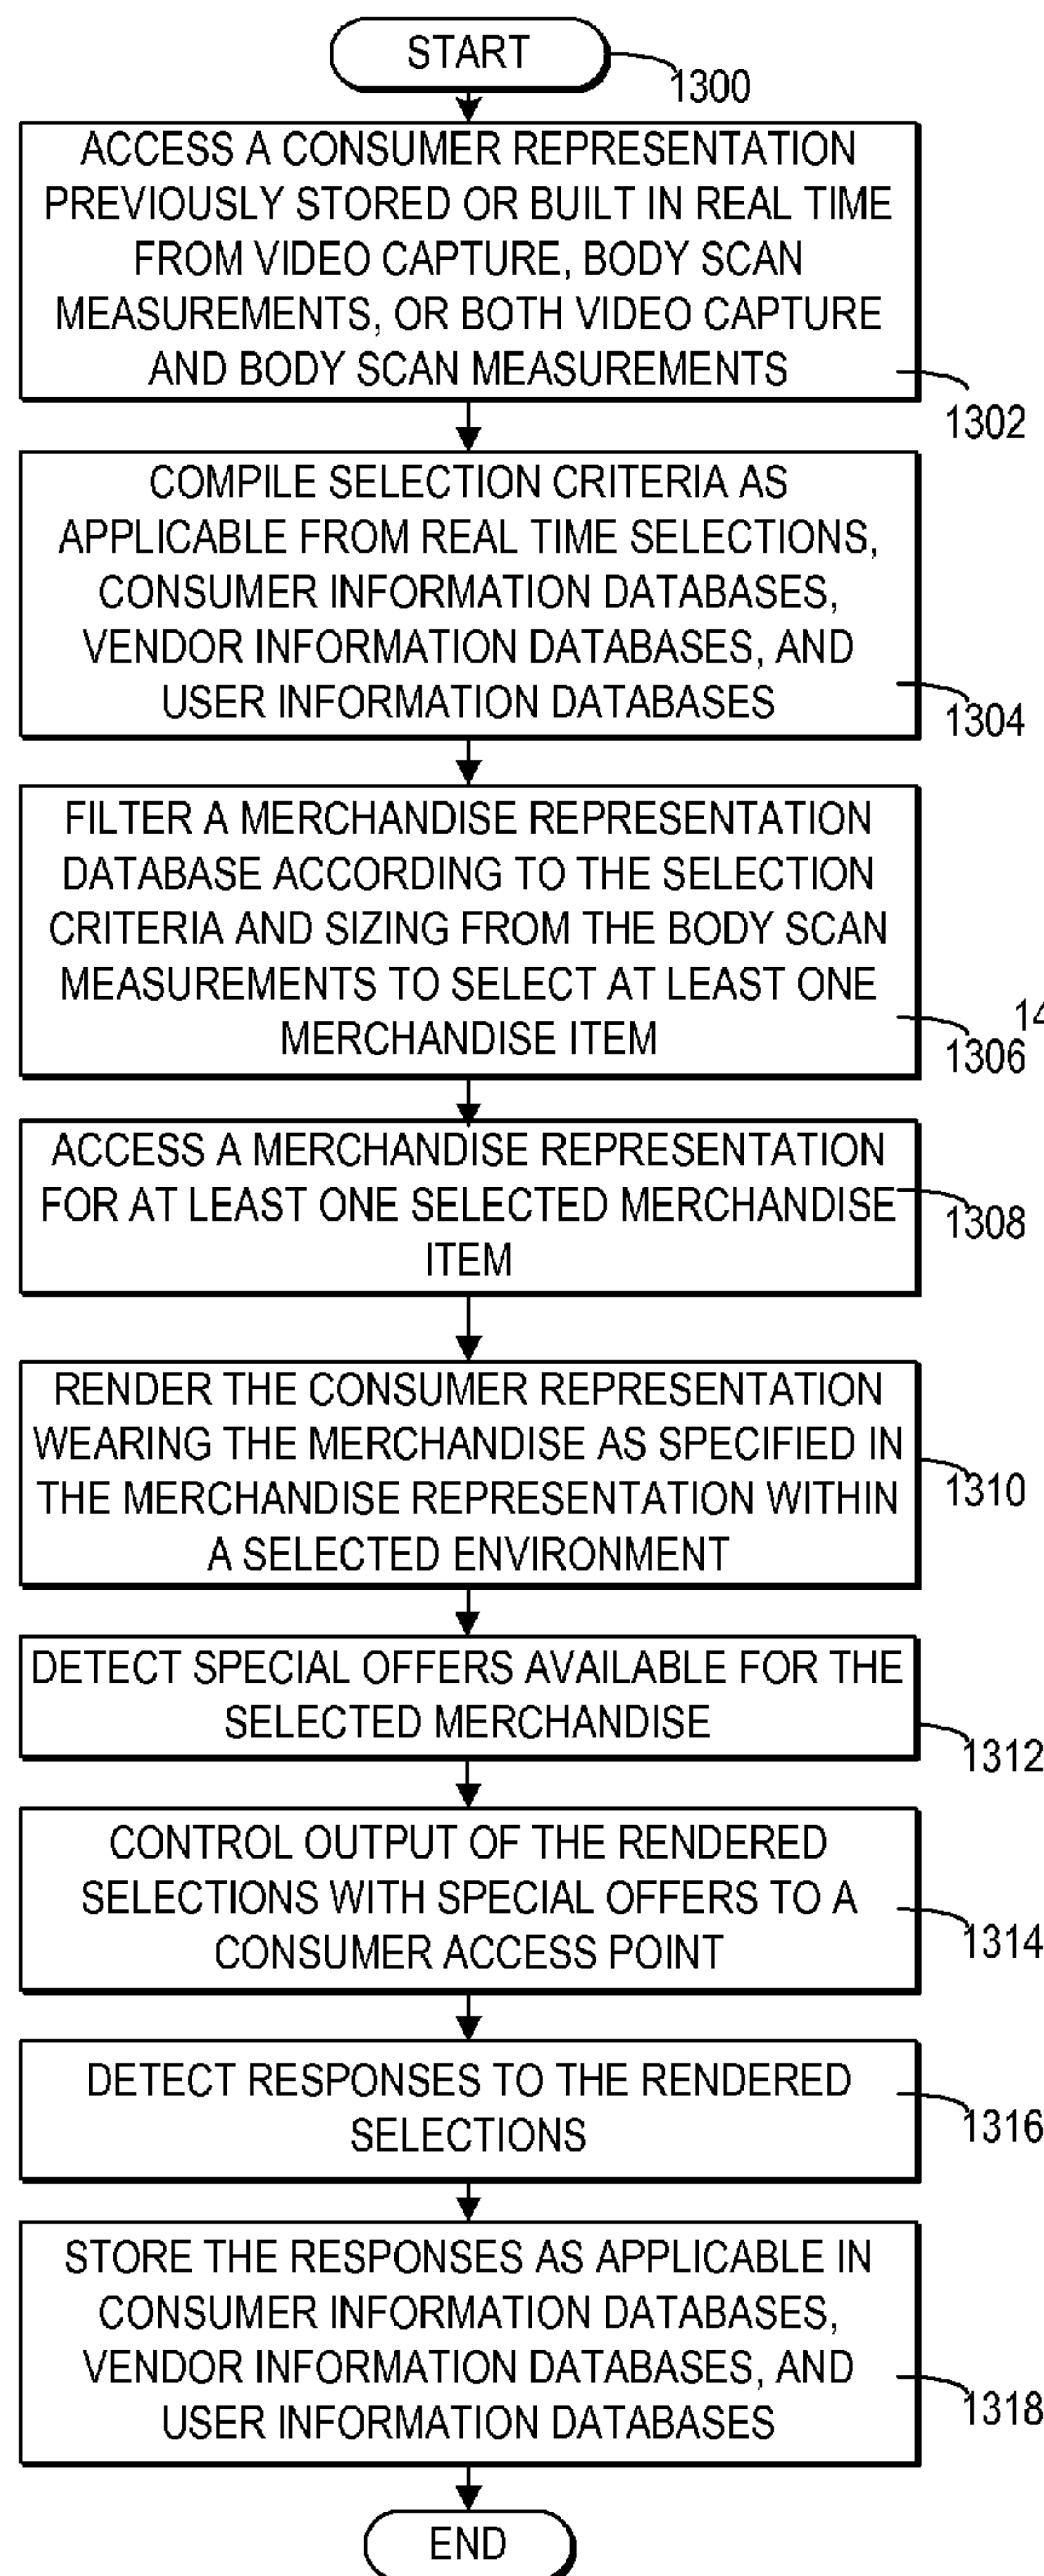 START
1300
ACCESS A CONSUMER REPRESENTATION
PREVIOUSLY STORED OR BUILT IN REAL TIME
FROM VIDEO CAPTURE, BODY SCAN
MEASUREMENTS, OR BOTH VIDEO CAPTURE
AND BODY SCAN MEASUREMENTS
1302
COMPILE SELECTION CRITERIA AS
APPLICABLE FROM REAL TIME SELECTIONS,
CONSUMER INFORMATION DATABASES,
VENDOR INFORMATION DATABASES, AND
USER INFORMATION DATABASES
1304
FILTER A MERCHANDISE REPRESENTATION
DATABASE ACCORDING TO THE SELECTION
CRITERIA AND SIZING FROM THE BODY SCAN
MEASUREMENTS TO SELECT AT LEAST ONE
MERCHANDISE ITEM
14
1306
ACCESS A MERCHANDISE REPRESENTATION
FOR AT LEAST ONE SELECTED MERCHANDISE
ITEM
1308
RENDER THE CONSUMER REPRESENTATION
WEARING THE MERCHANDISE AS SPECIFIED IN
THE MERCHANDISE REPRESENTATION WITHIN
A SELECTED ENVIRONMENT
1310
DETECT SPECIAL OFFERS AVAILABLE FOR THE
SELECTED MERCHANDISE
1312
CONTROL OUTPUT OF THE RENDERED
SELECTIONS WITH SPECIAL OFFERS TO A
CONSUMER ACCESS POINT
1314
DETECT RESPONSES TO THE RENDERED
SELECTIONS
1316
STORE THE RESPONSES AS APPLICABLE IN
CONSUMER INFORMATION DATABASES,
VENDOR INFORMATION DATABASES, AND
USER INFORMATION DATABASES
1318
END